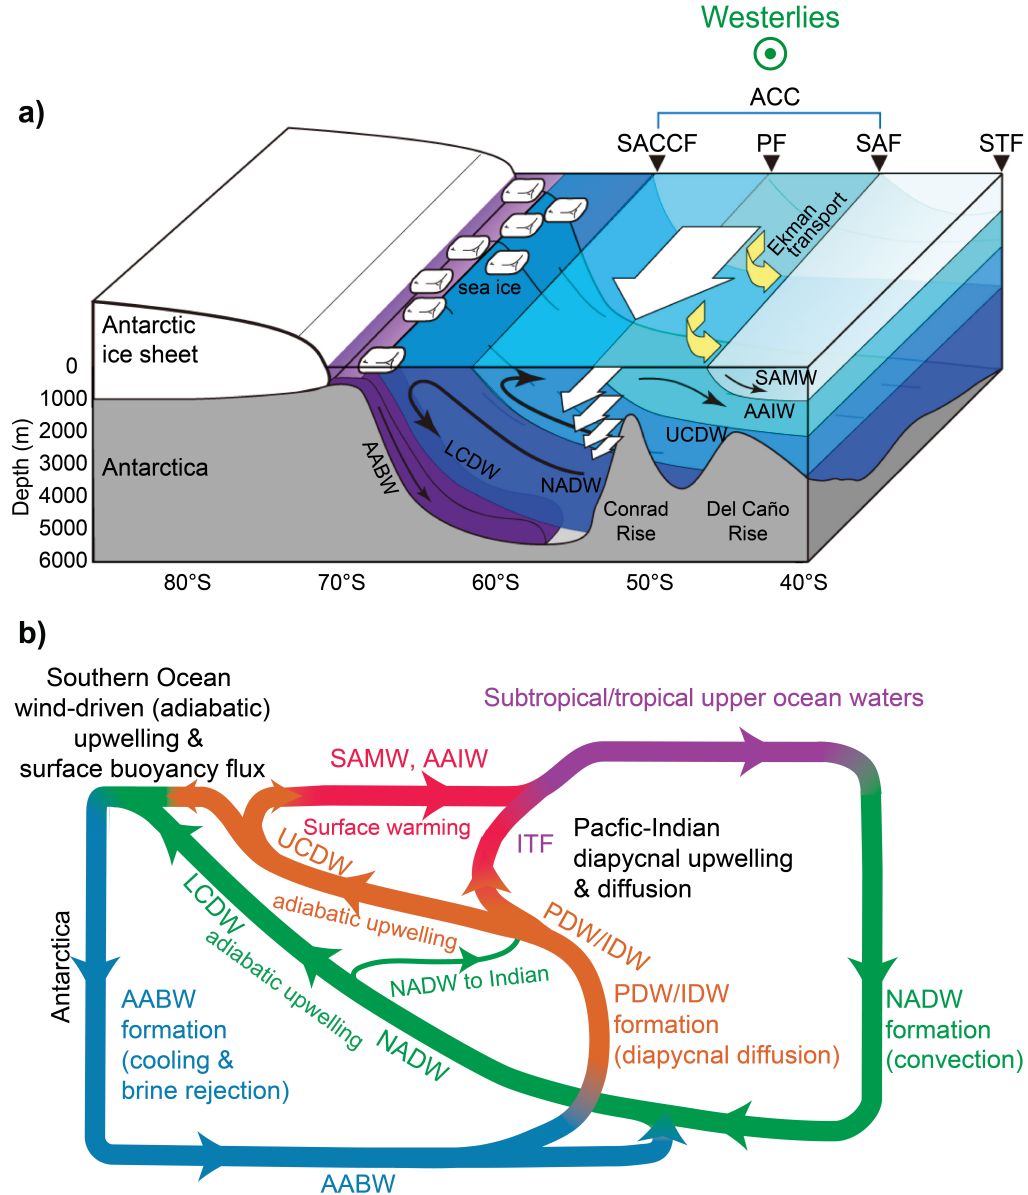 Westerlies
a)
ACC
SACCF
PF
SAF
STF
Ekman
transport
sea ice
Antarctic
ice sheet
SAMW
AAIW
UCDW
LCDW
NADW
AABW
Antarctica
Conrad
Rise
Del Caño
Rise
Depth (m)
0
1000
2000
3000
4000
5000
6000
80°S
70°S
60°S
50°S
40°S
b)
Southern Ocean
wind-driven (adiabatic)
upwelling &
surface buoyancy flux
Subtropical/tropical upper ocean waters
SAMW, AAIW
Surface warming
ITF
Pacfic-Indian
diapycnal upwelling
& diffusion
UCDW
adiabatic upwelling
PDW/IDW
LCDW
adiabatic upwelling
NADW to Indian
NADW
Antarctica
AABW
formation
(cooling &
brine rejection)
PDW/IDW
formation
(diapycnal diffusion)
NADW
formation
(convection)
AABW